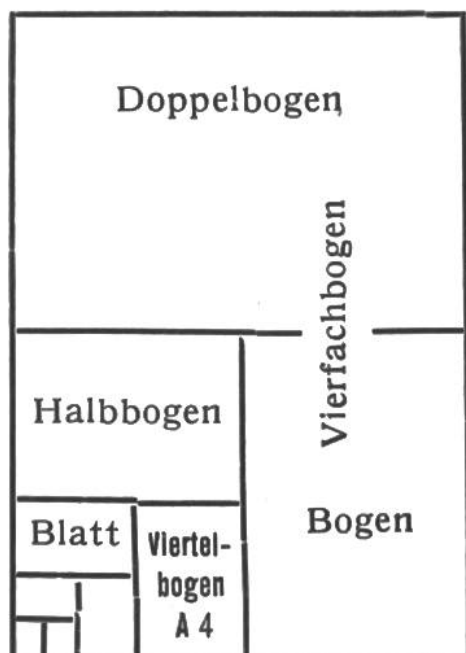 Doppelbogen
Vierfachbogen
Halbbogen
Bogen
Blatt
Viertel-
bogen
A 4